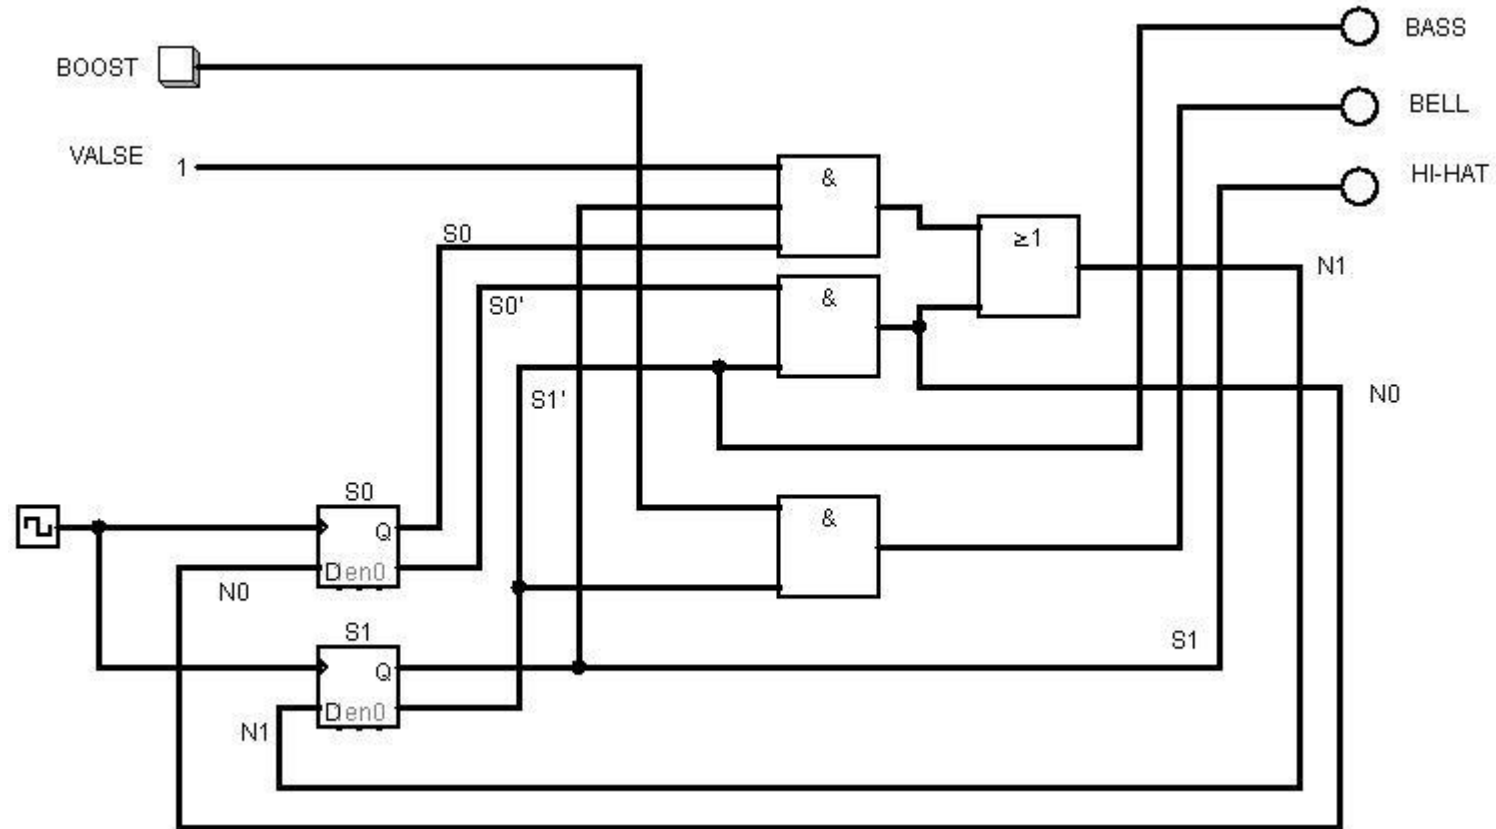 BASS
BOOST
BELL
VALSE
1
&
HI-HAT
S0
≥1
N1
S0'
&
S1'
N0
S0
&
Q
D en0
N0
S1
S1
Q
D en0
N1